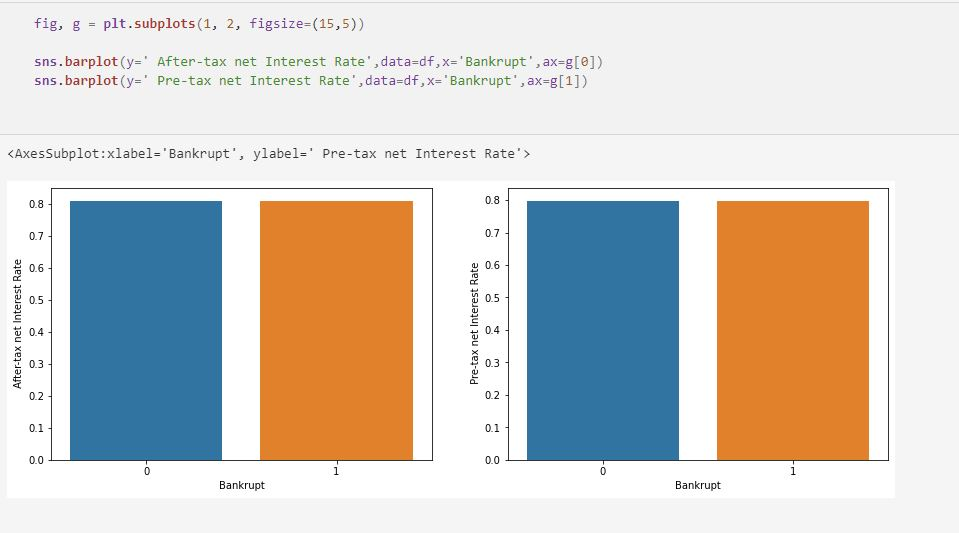 fig, g = plt.subplots(1, 2, figsize=(15,5))
sns.barplot(y=' After-tax net Interest Rate',data=df,x='Bankrupt',ax=g[0])
sns.barplot(y=' Pre-tax net Interest Rate',data=df,x='Bankrupt',ax=g[1])
<AxesSubplot:xlabel='Bankrupt', ylabel=' Pre-tax net Interest Rate'>
After-tax net Interest Rate
0.8
0.7
0.6
0.5
0.4
0.3
0.2
0.1
0.0
0 1
Bankrupt
Pre-tax net Interest Rate
0.8
0.7
0.6
0.5
0.4
0.3
0.2
0.1
0.0
0 1
Bankrupt